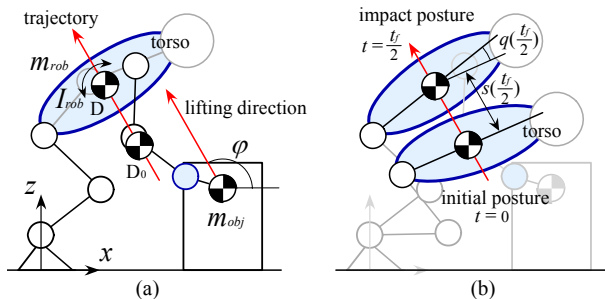 trajectory
torso
m_rob
I_rob
D
lifting direction
D₀
φ
z
m_obj
x
(a)
impact posture
t = t_f/2
q(t_f/2)
s(t_f/2)
torso
initial posture
t = 0
(b)